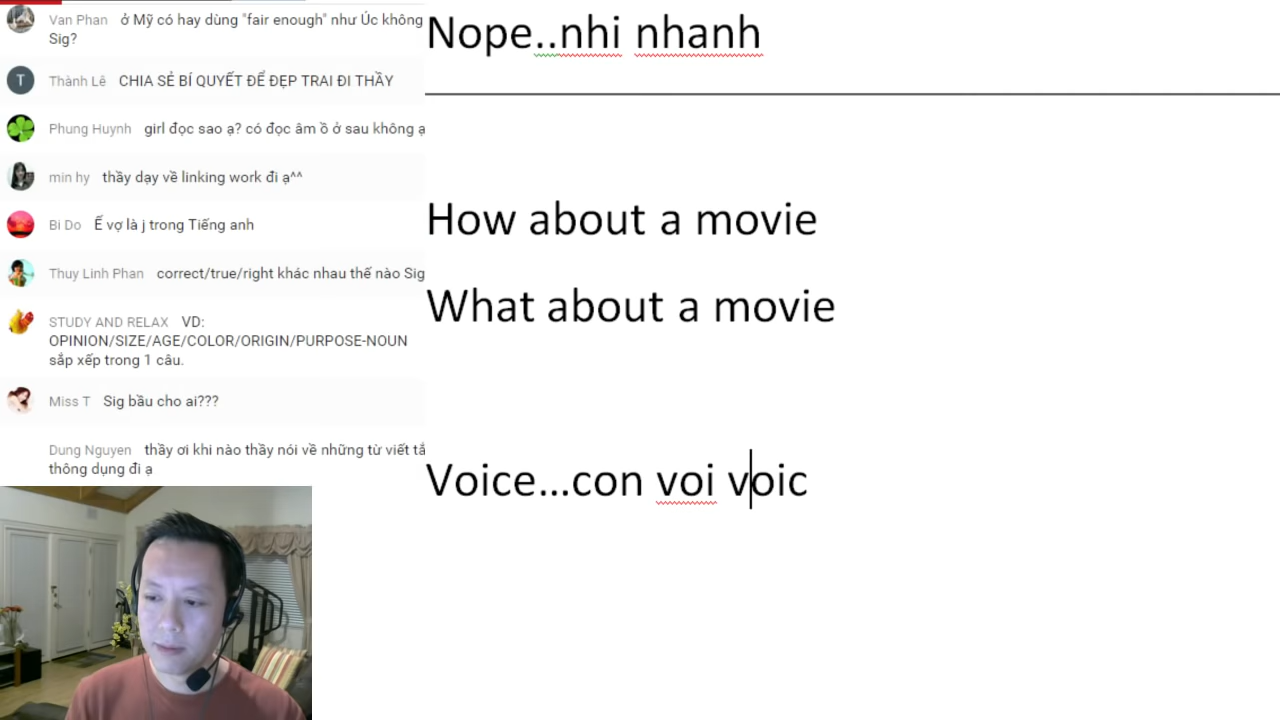 Van Phan ở Mỹ có hay dùng "fair enough" như Úc không
Sig?
T Thành Lê CHIA SẺ BÍ QUYẾT ĐỂ ĐẸP TRAI ĐI THẦY
Phung Huynh girl đọc sao ạ? có đọc âm ồ ở sau không ạ
min hy thầy dạy về linking work đi ạ^^
Bi Do Ế vợ là j trong Tiếng anh
Thuy Linh Phan correct/true/right khác nhau thế nào Sig
STUDY AND RELAX VD:
OPINION/SIZE/AGE/COLOR/ORIGIN/PURPOSE-NOUN
sắp xếp trong 1 câu.
Miss T Sig bầu cho ai???
Dung Nguyen thầy ơi khi nào thầy nói về những từ viết tắ
thông dụng đi ạ
Nope..nhi nhanh
How about a movie
What about a movie
Voice...con voi voic